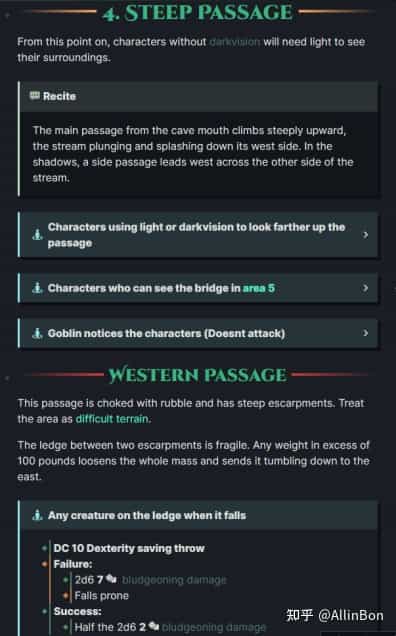 4. STEEP PASSAGE
From this point on, characters without darkvision will need light to see
their surroundings.
Recite
The main passage from the cave mouth climbs steeply upward,
the stream plunging and splashing down its west side. In the
shadows, a side passage leads west across the other side of the
stream.
Characters using light or darkvision to look farther up the
passage
Characters who can see the bridge in area 5
Goblin notices the characters (Doesnt attack)
WESTERN PASSAGE
This passage is choked with rubble and has steep escarpments. Treat
the area as difficult terrain.
The ledge between two escarpments is fragile. Any weight in excess of
100 pounds loosens the whole mass and sends it tumbling down to the
east.
Any creature on the ledge when it falls
DC 10 Dexterity saving throw
Failure:
2d6 7 bludgeoning damage
Falls prone
Success:
Half the 2d6 2 bludgeoning damage
知乎 @AllinBon